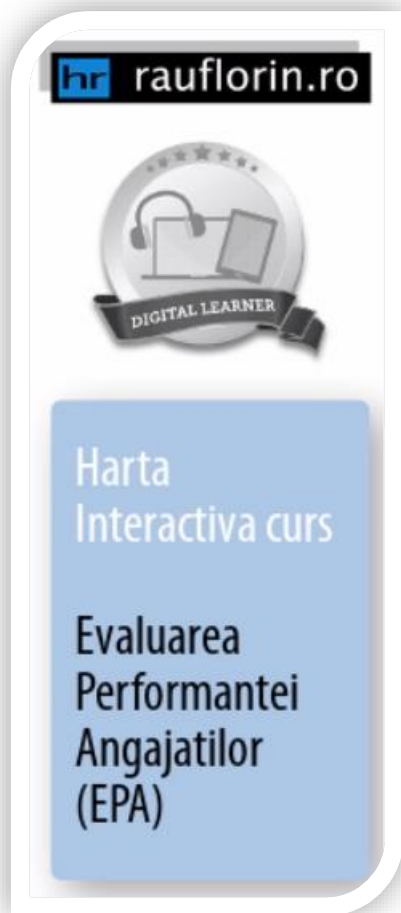 hr rauflorin.ro
DIGITAL LEARNER
Harta
Interactiva curs
Evaluarea
Performantei
Angajatilor
(EPA)